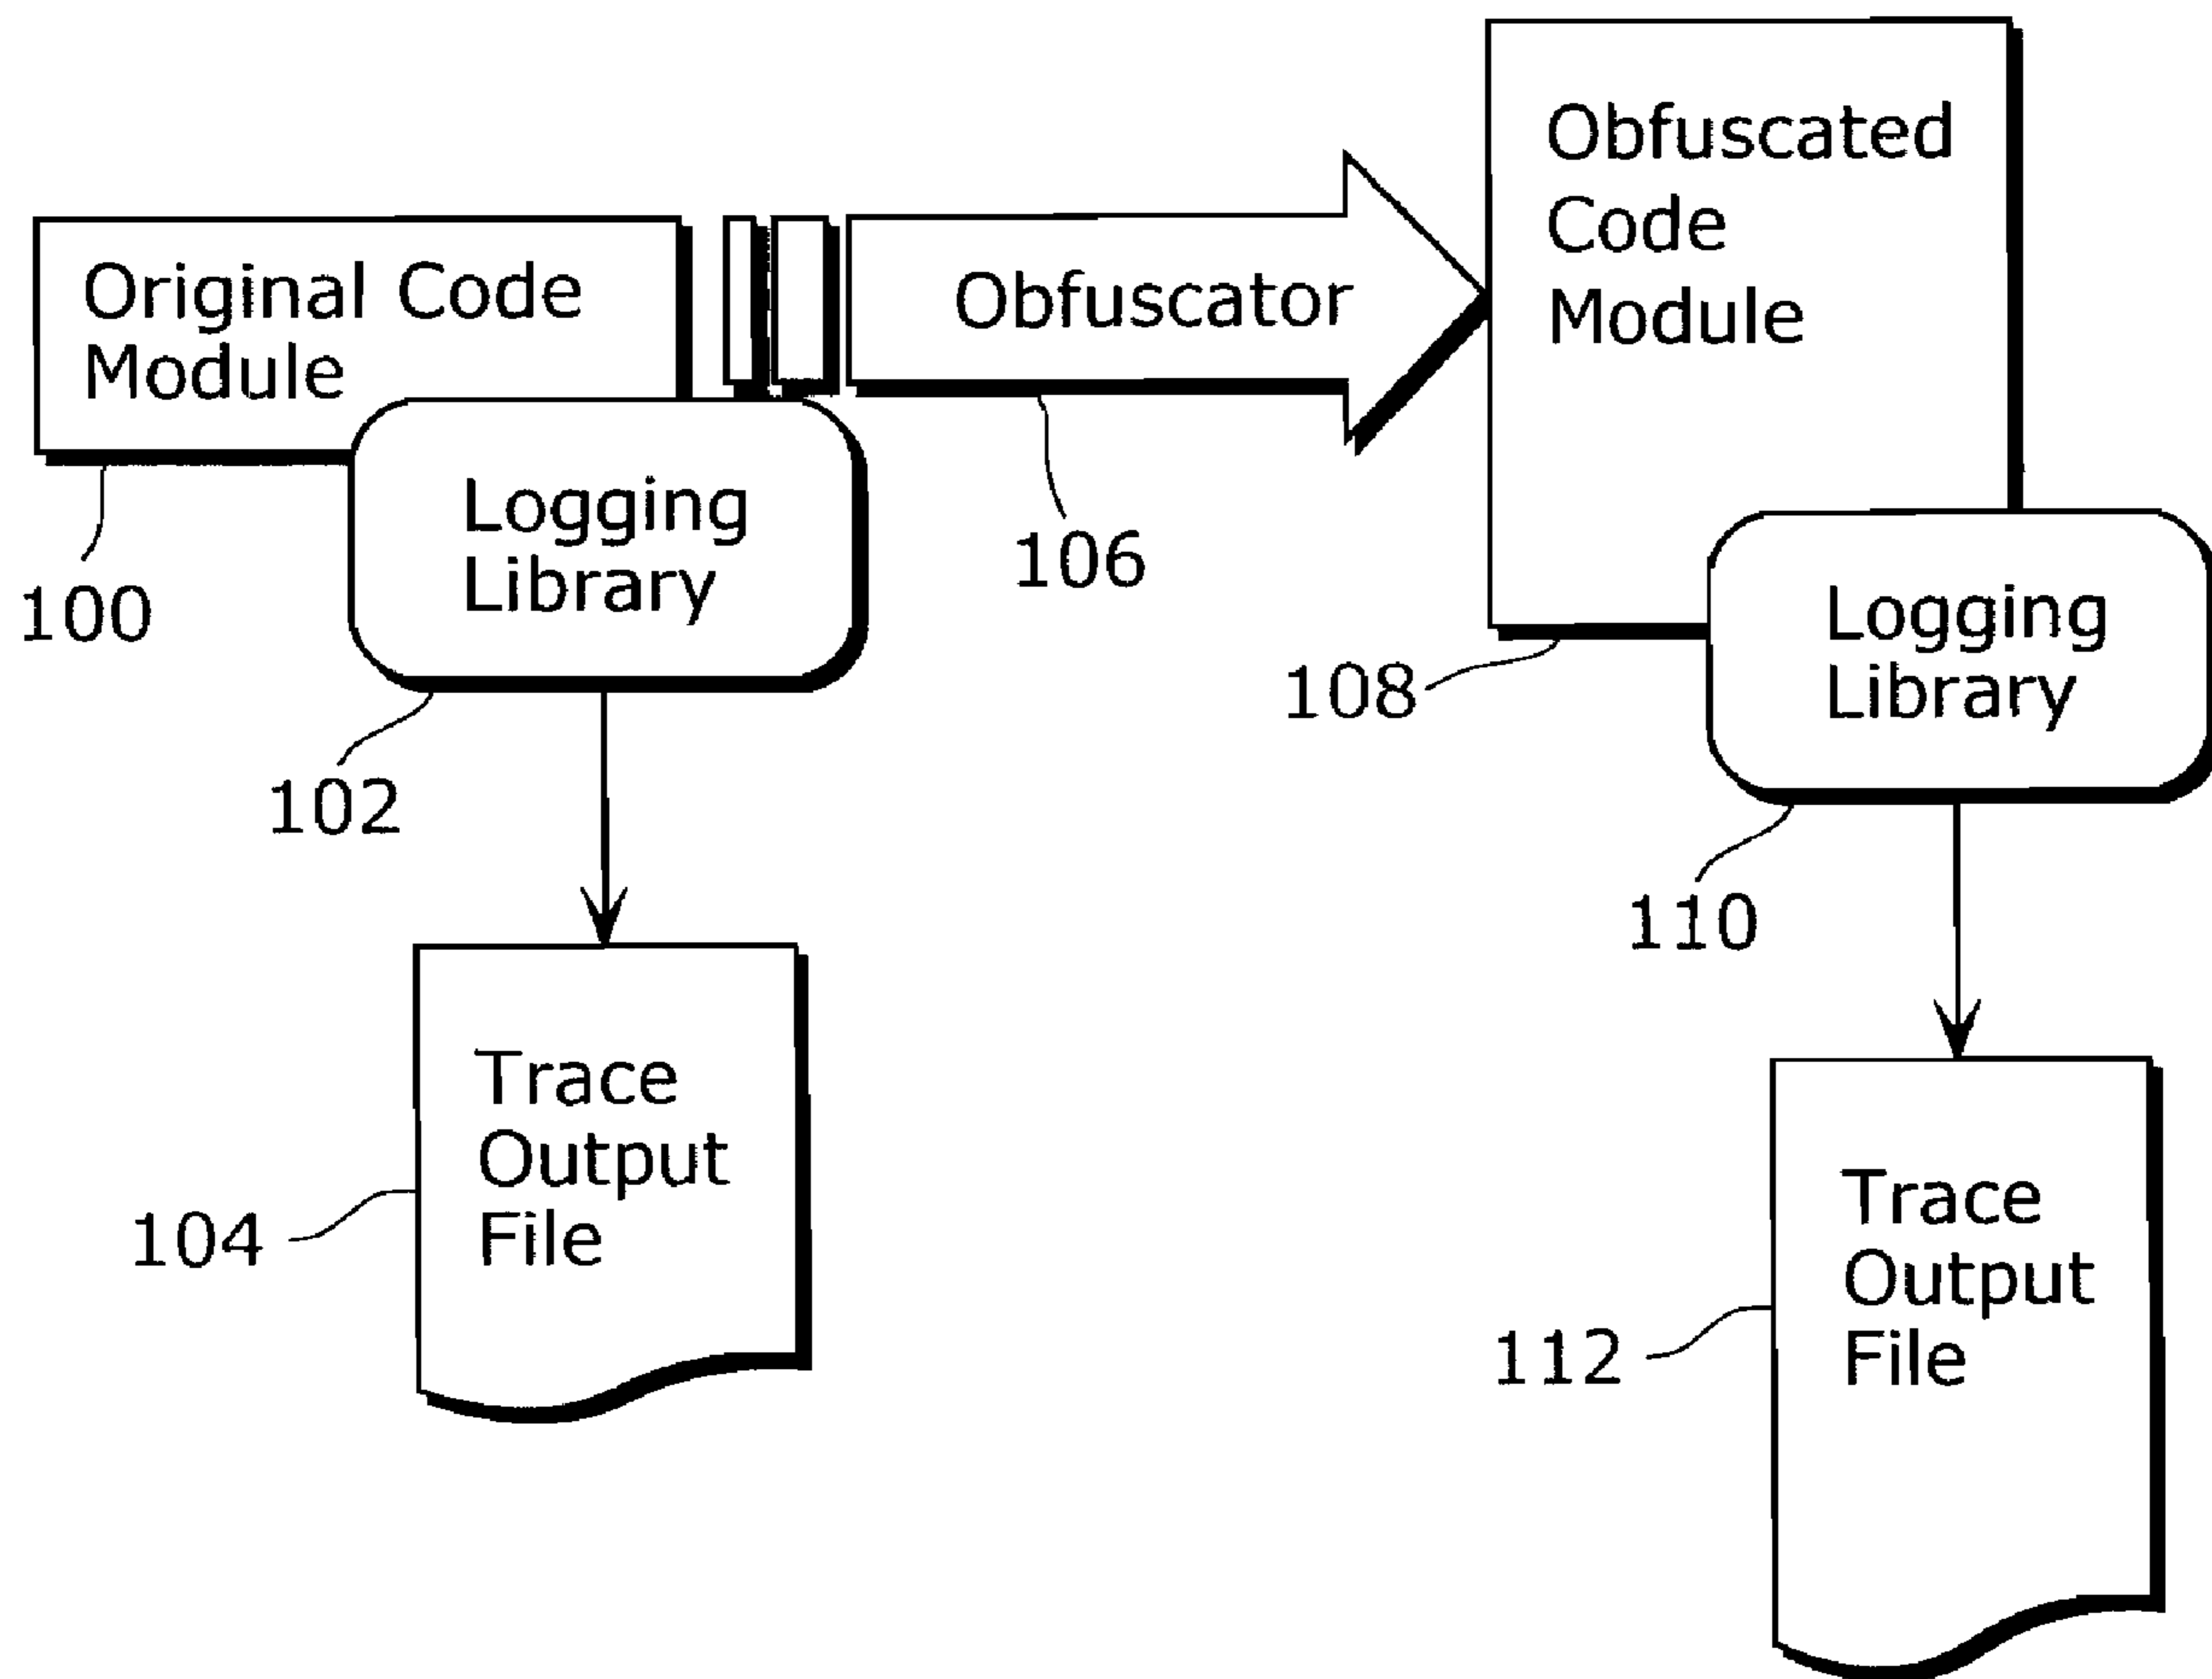 Original Code
Module
100
Logging
Library
102
Trace
Output
File
104
Obfuscator
106
Obfuscated
Code
Module
108
Logging
Library
110
Trace
Output
File
112